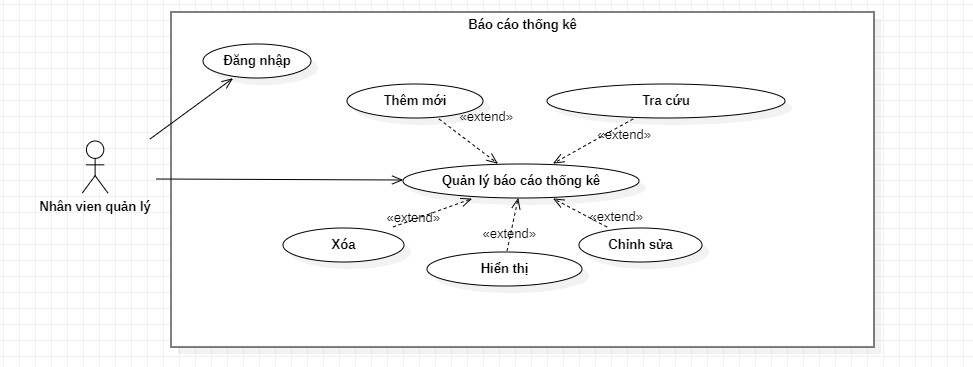 Báo cáo thống kê
Đăng nhập
Thêm mới
Tra cứu
«extend»
«extend»
Nhân vien quản lý
Quản lý báo cáo thống kê
«extend»
«extend»
«extend»
Xóa
Hiển thị
Chỉnh sửa